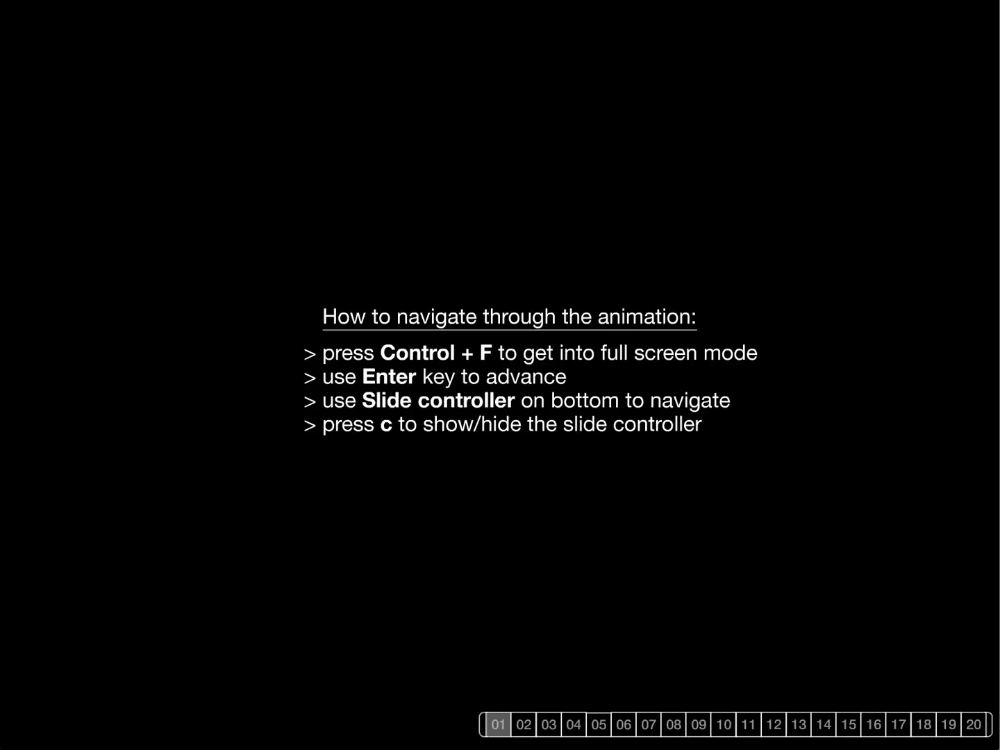 How to navigate through the animation:
> press Control + F to get into full screen mode
> use Enter key to advance
> use Slide controller on bottom to navigate
> press c to show/hide the slide controller
01 02 03 04 05 06 07 08 09 10 11 12 13 14 15 16 17 18 19 20